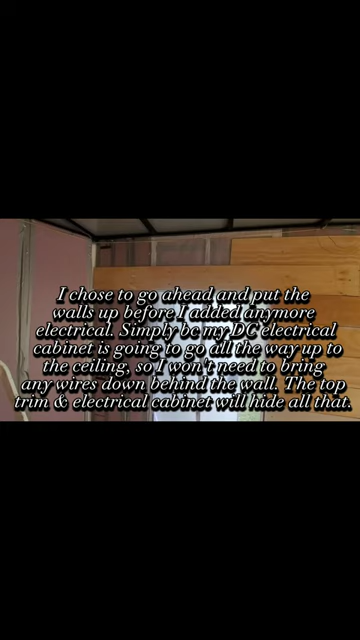 I chose to go ahead and put the
walls up before I added anymore
electrical. Simply bc my DC electrical
cabinet is going to go all the way up to
the ceiling, so I won't need to bring
any wires down behind the wall. The top
trim & electrical cabinet will hide all that.